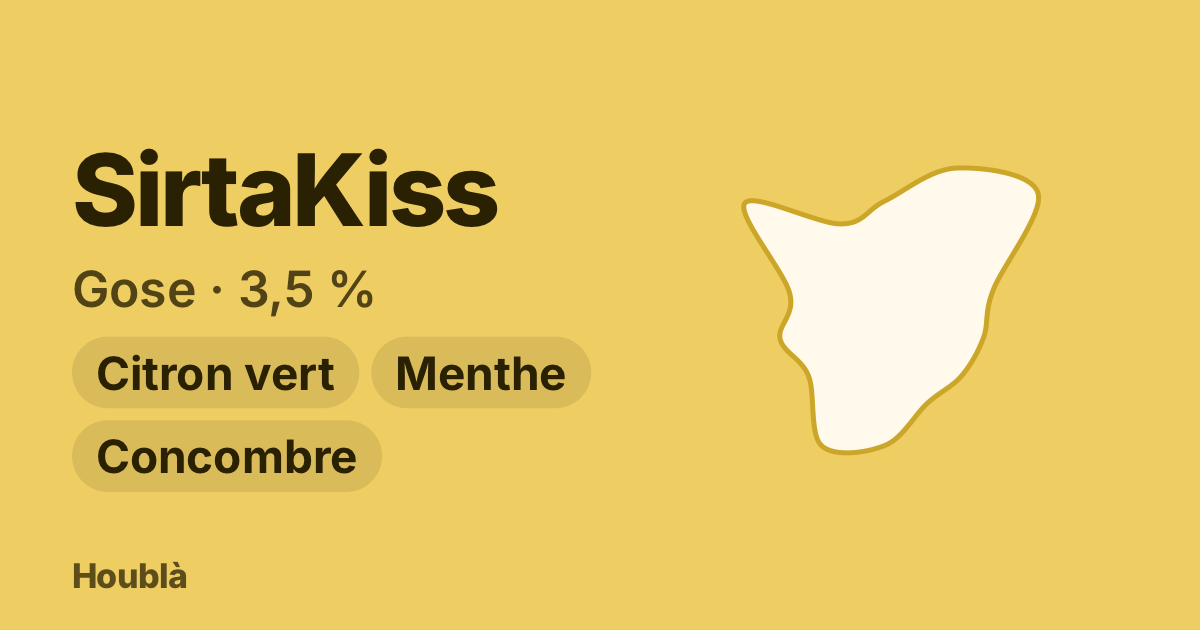 SirtaKiss
Gose · 3,5 %
Citron vert Menthe
Concombre
Houblà